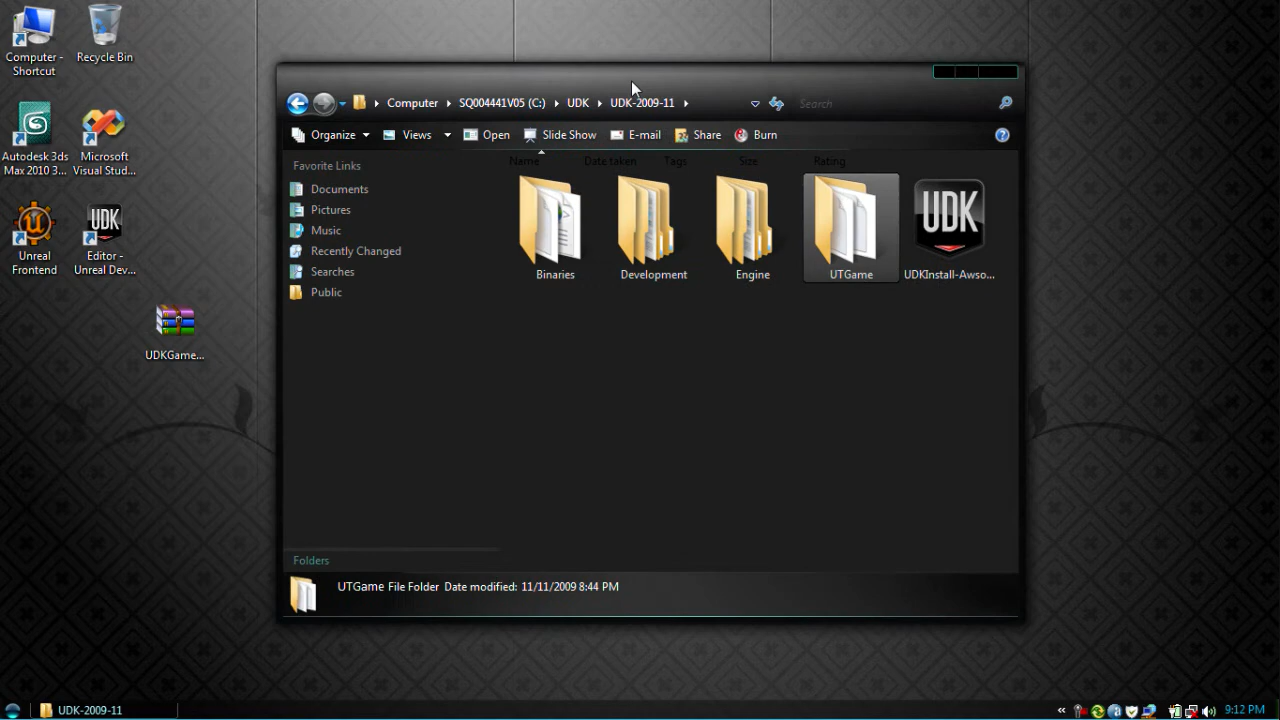 Computer -
Shortcut
Recycle Bin
Autodesk 3ds
Max 2010 3...
Microsoft
Visual Stud...
Unreal
Frontend
UDK
Editor -
Unreal Dev...
UDKGame...
Computer SQ004441V05 (C:) UDK UDK-2009-11 Search
Organize Views Open Slide Show E-mail Share Burn
Favorite Links
Documents
Pictures
Music
Recently Changed
Searches
Public
Name Date taken Tags Size Rating
UDK
Binaries Development Engine UTGame UDKInstall-Awso...
Folders
UTGame File Folder Date modified: 11/11/2009 8:44 PM
UDK-2009-11
9:12 PM